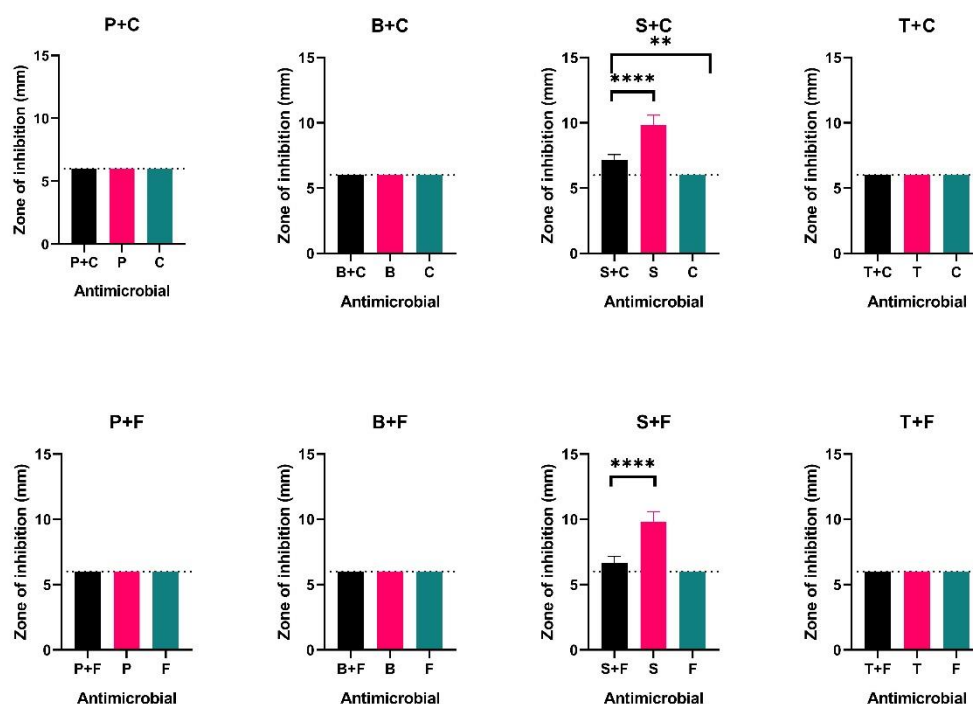 P+C
Zone of inhibition (mm)
15
10
5
0
P+C P C
Antimicrobial
B+C
Zone of inhibition (mm)
15
10
5
0
B+C B C
Antimicrobial
S+C
Zone of inhibition (mm)
15
10
5
0
**
****
S+C S C
Antimicrobial
T+C
Zone of inhibition (mm)
15
10
5
0
T+C T C
Antimicrobial
P+F
Zone of inhibition (mm)
15
10
5
0
P+F P F
Antimicrobial
B+F
Zone of inhibition (mm)
15
10
5
0
B+F B F
Antimicrobial
S+F
Zone of inhibition (mm)
15
10
5
0
****
S+F S F
Antimicrobial
T+F
Zone of inhibition (mm)
15
10
5
0
T+F T F
Antimicrobial